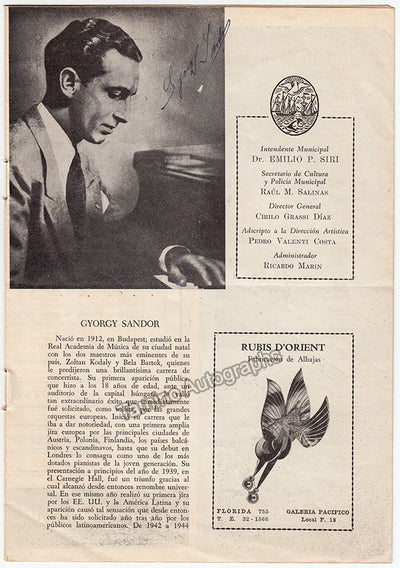 Gyorgy Sandor
Intendente Municipal
Dr. EMILIO P. SIRI
Secretario de Cultura
y Policía Municipal
RAÚL M. SALINAS
Director General
CIRILO GRASSI DÍAZ
Adscripto a la Dirección Artística
PEDRO VALENTI COSTA
Administrador
RICARDO MARIN
GYORGY SANDOR
Nació en 1912, en Budapest; estudió en la
Real Academia de Música de su ciudad natal
con los dos maestros más eminentes de su
país, Zoltan Kodaly y Bela Bartok, quienes
le predijeron una brillantísima carrera de
concertista. Su primera aparición pública
que hizo a los 18 años de edad, ante un
auditorio de la capital húngara
tan extraordinario éxito que
fué solicitado, como las grandes
orquestas europeas. Inicia su carrera que le
iba a dar notoriedad, con una primera amplia
jira europea por las principales ciudades de
Austria, Polonia, Finlandia, los países balcá-
nicos y escandinavos, hasta que su debut en
Londres lo consagra como uno de los más
dotados pianistas de la joven generación. Su
presentación a principios del año de 1939, en
el Carnegie Hall, fué un triunfo gracias al
cual alcanzó desde entonces renombre univer-
sal. En ese mismo año realizó su primera jira
por los EE. UU. y la América Latina y su
aparición causó tal sensación que desde enton-
ces ha sido solicitado año tras año por los
públicos latinoamericanos. De 1942 a 1944
RUBIS D'ORIENT
Fabricación de Alhajas
FLORIDA 753
T. E. 32-1566
GALERIA PACIFICO
Local F. 18
Tamino Autographs